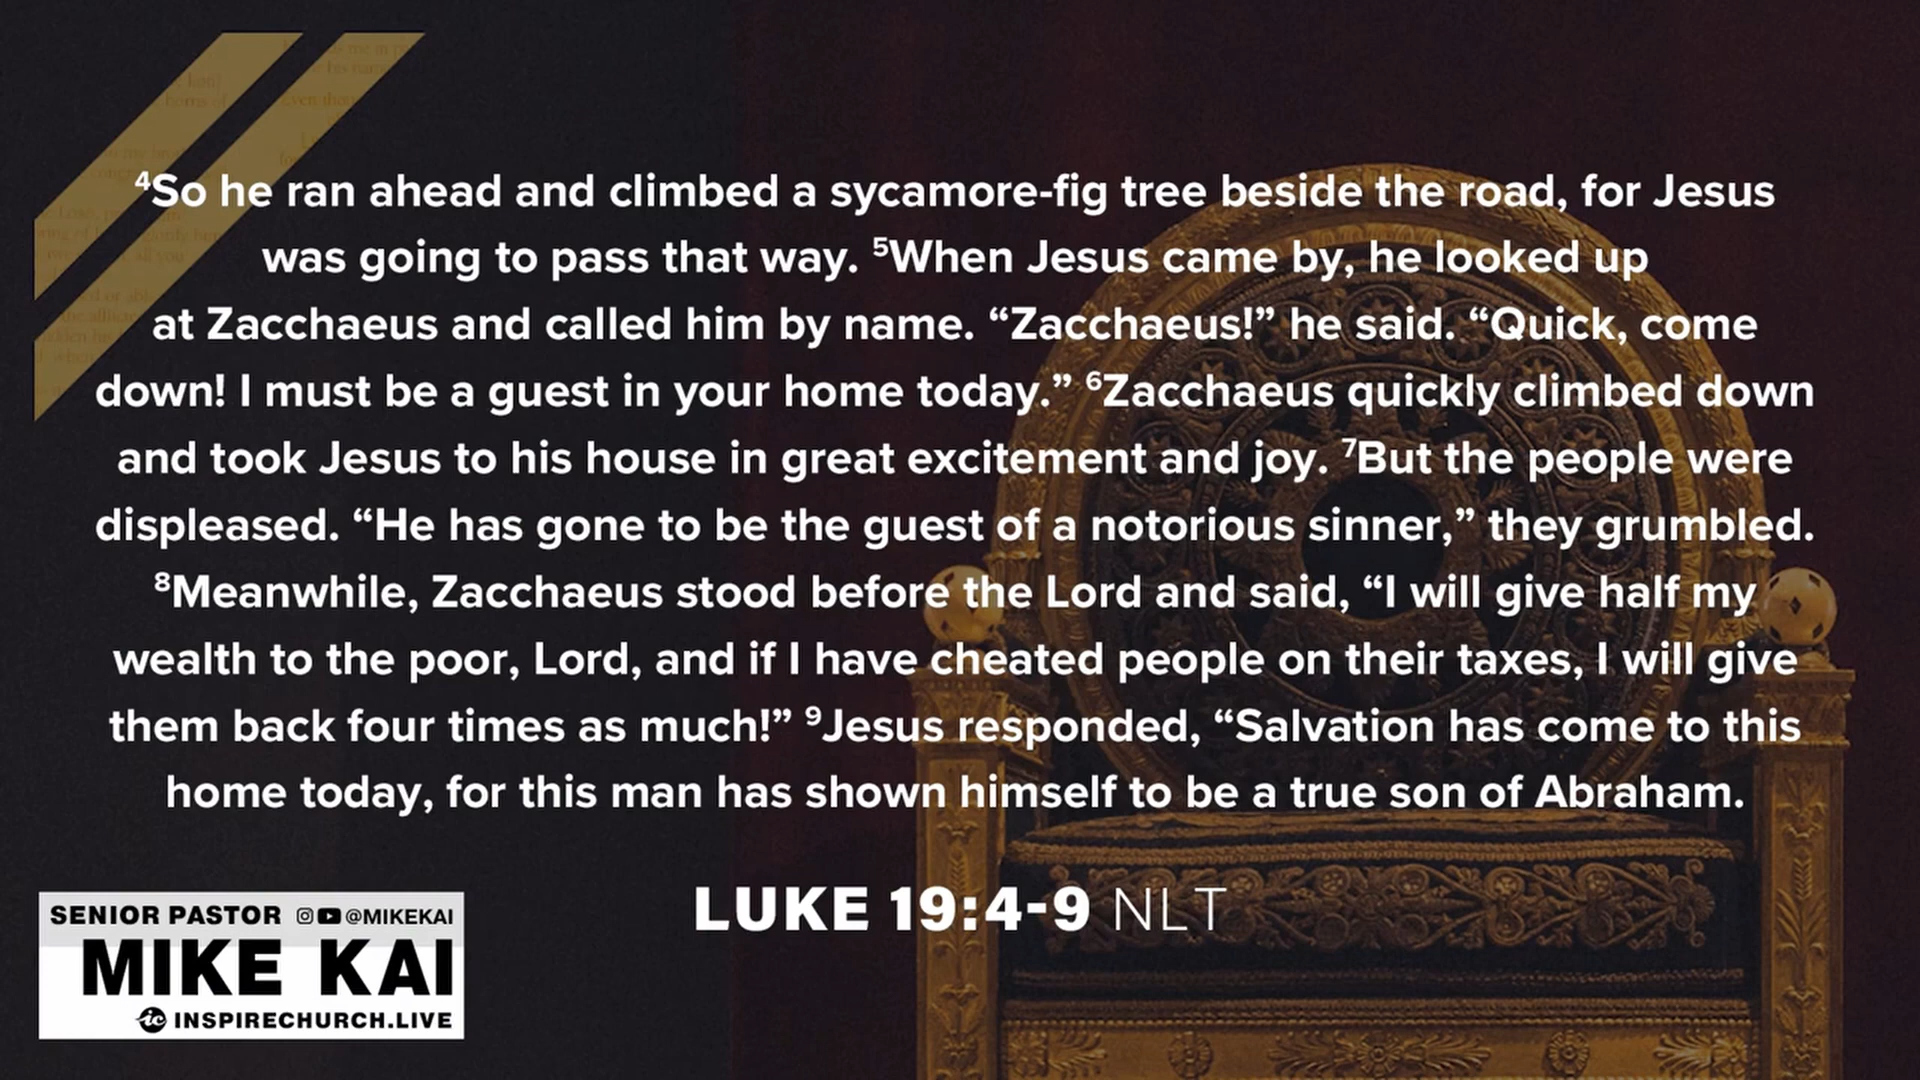 ⁴So he ran ahead and climbed a sycamore-fig tree beside the road, for Jesus
was going to pass that way. ⁵When Jesus came by, he looked up
at Zacchaeus and called him by name. “Zacchaeus!” he said. “Quick, come
down! I must be a guest in your home today.” ⁶Zacchaeus quickly climbed down
and took Jesus to his house in great excitement and joy. ⁷But the people were
displeased. “He has gone to be the guest of a notorious sinner,” they grumbled.
⁸Meanwhile, Zacchaeus stood before the Lord and said, “I will give half my
wealth to the poor, Lord, and if I have cheated people on their taxes, I will give
them back four times as much!” ⁹Jesus responded, “Salvation has come to this
home today, for this man has shown himself to be a true son of Abraham.
LUKE 19:4-9 NLT
SENIOR PASTOR @MIKEKAI
MIKE KAI
ic INSPIRECHURCH.LIVE